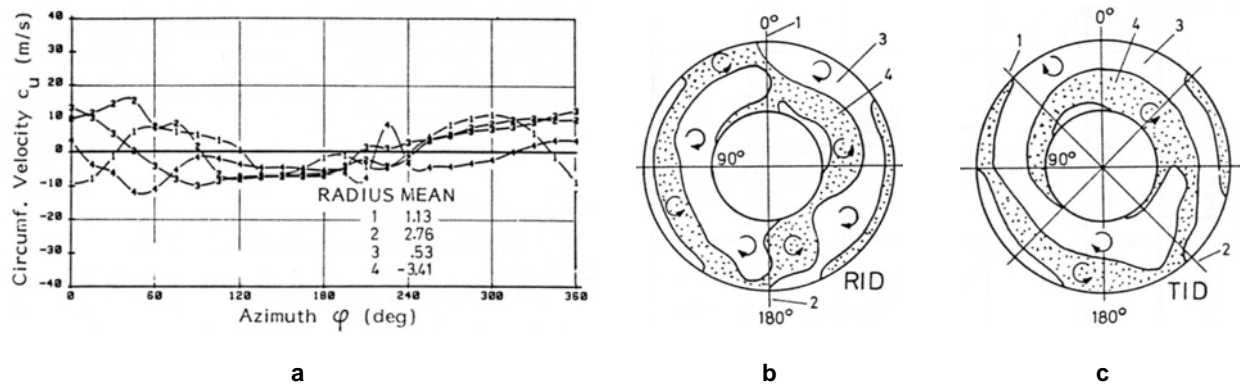 Circumf. Velocity cu (m/s)
40
30
20
10
0
-10
-20
-30
-40
RADIUS MEAN
1 1.13
2 2.76
3 .53
4 -3.41
0 60 120 180 240 300 360
Azimuth φ (deg)
a
0° 1
3
4
90°
RID
2
180°
b
0°
1 4 3
90°
2
TID
180°
c